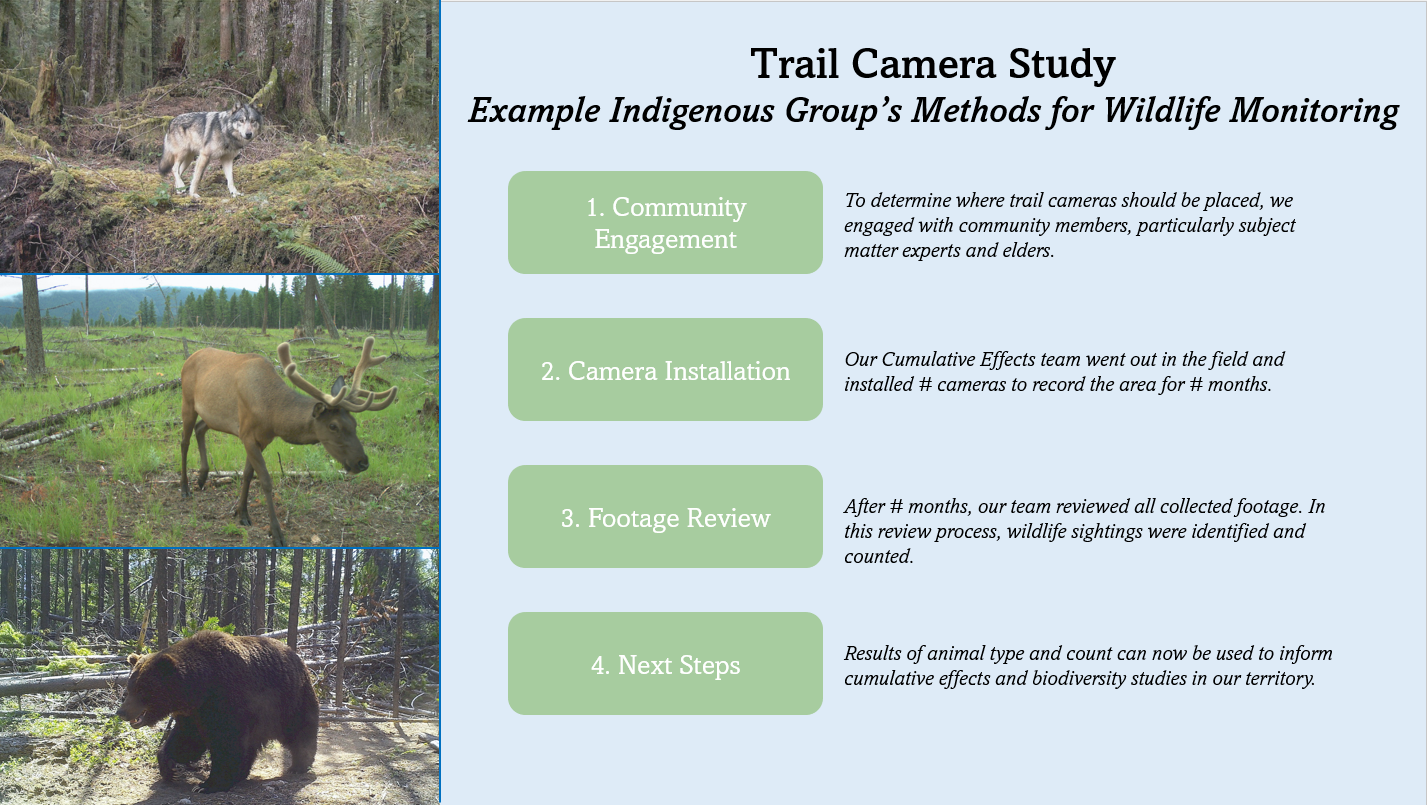 Trail Camera Study
Example Indigenous Group’s Methods for Wildlife Monitoring
1. Community
Engagement
To determine where trail cameras should be placed, we
engaged with community members, particularly subject
matter experts and elders.
2. Camera Installation
Our Cumulative Effects team went out in the field and
installed # cameras to record the area for # months.
3. Footage Review
After # months, our team reviewed all collected footage. In
this review process, wildlife sightings were identified and
counted.
4. Next Steps
Results of animal type and count can now be used to inform
cumulative effects and biodiversity studies in our territory.